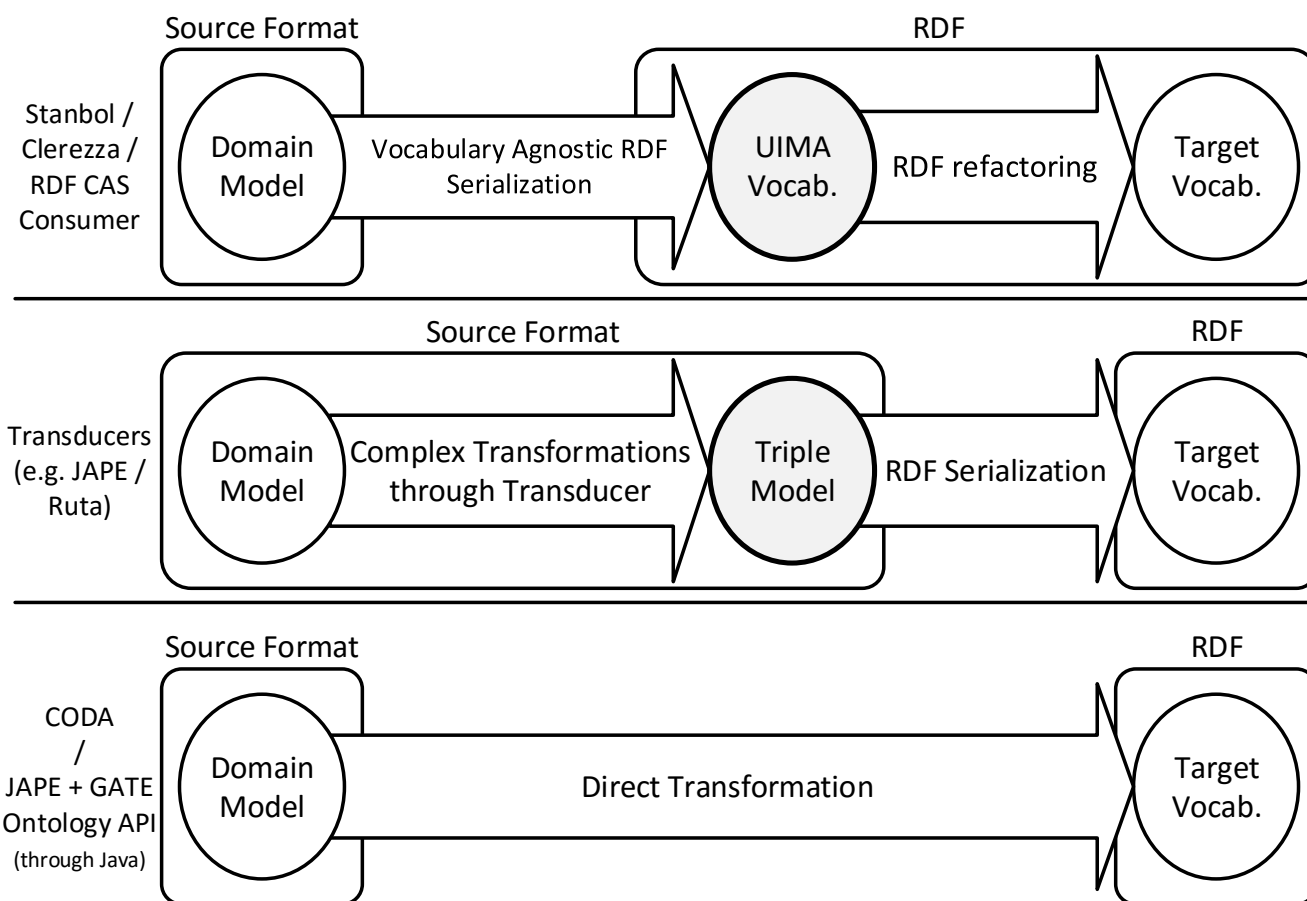 Source Format
RDF
Stanbol /
Clerezza /
RDF CAS
Consumer
Domain
Model
Vocabulary Agnostic RDF
Serialization
UIMA
Vocab.
RDF refactoring
Target
Vocab.
Source Format
RDF
Transducers
(e.g. JAPE /
Ruta)
Domain
Model
Complex Transformations
through Transducer
Triple
Model
RDF Serialization
Target
Vocab.
Source Format
RDF
CODA
/
JAPE + GATE
Ontology API
(through Java)
Domain
Model
Direct Transformation
Target
Vocab.